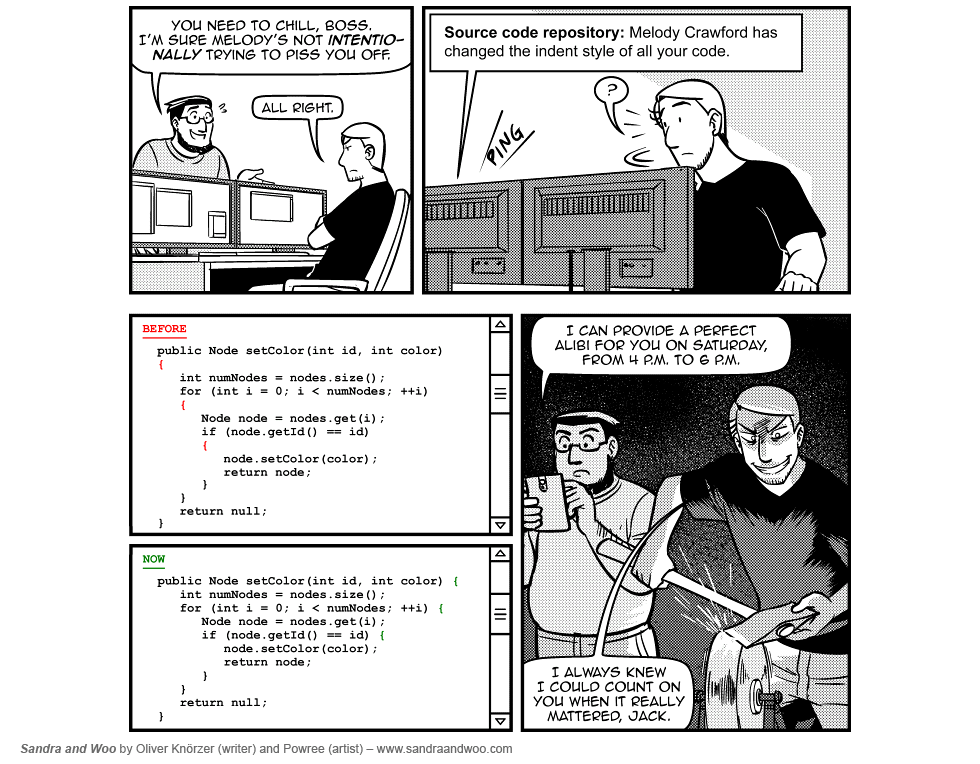 YOU NEED TO CHILL, BOSS.
I'M SURE MELODY'S NOT INTENTIO-
NALLY TRYING TO PISS YOU OFF.
ALL RIGHT.
Source code repository: Melody Crawford has
changed the indent style of all your code.
?
PING
BEFORE
public Node setColor(int id, int color)
{
   int numNodes = nodes.size();
   for (int i = 0; i < numNodes; ++i)
   {
      Node node = nodes.get(i);
      if (node.getId() == id)
      {
         node.setColor(color);
         return node;
      }
   }
   return null;
}
NOW
public Node setColor(int id, int color) {
   int numNodes = nodes.size();
   for (int i = 0; i < numNodes; ++i) {
      Node node = nodes.get(i);
      if (node.getId() == id) {
         node.setColor(color);
         return node;
      }
   }
   return null;
}
I CAN PROVIDE A PERFECT
ALIBI FOR YOU ON SATURDAY,
FROM 4 P.M. TO 6 P.M.
I ALWAYS KNEW
I COULD COUNT ON
YOU WHEN IT REALLY
MATTERED, JACK.
Sandra and Woo by Oliver Knörzer (writer) and Powree (artist) – www.sandraandwoo.com